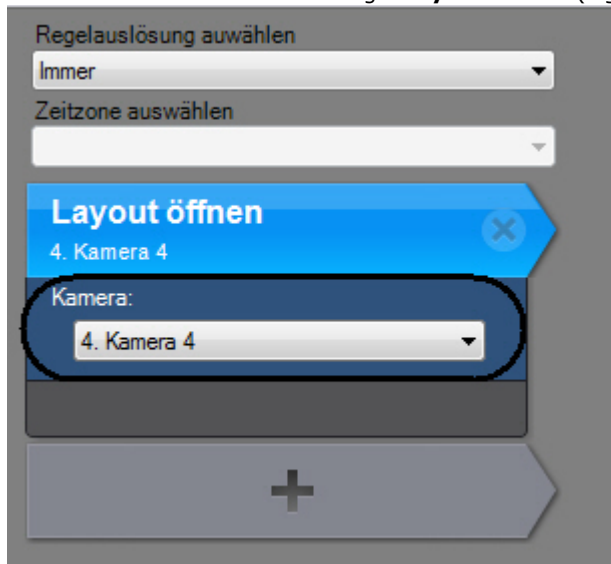 Regelauslösung auwählen
Immer
Zeitzone auswählen
Layout öffnen
4. Kamera 4
Kamera:
4. Kamera 4